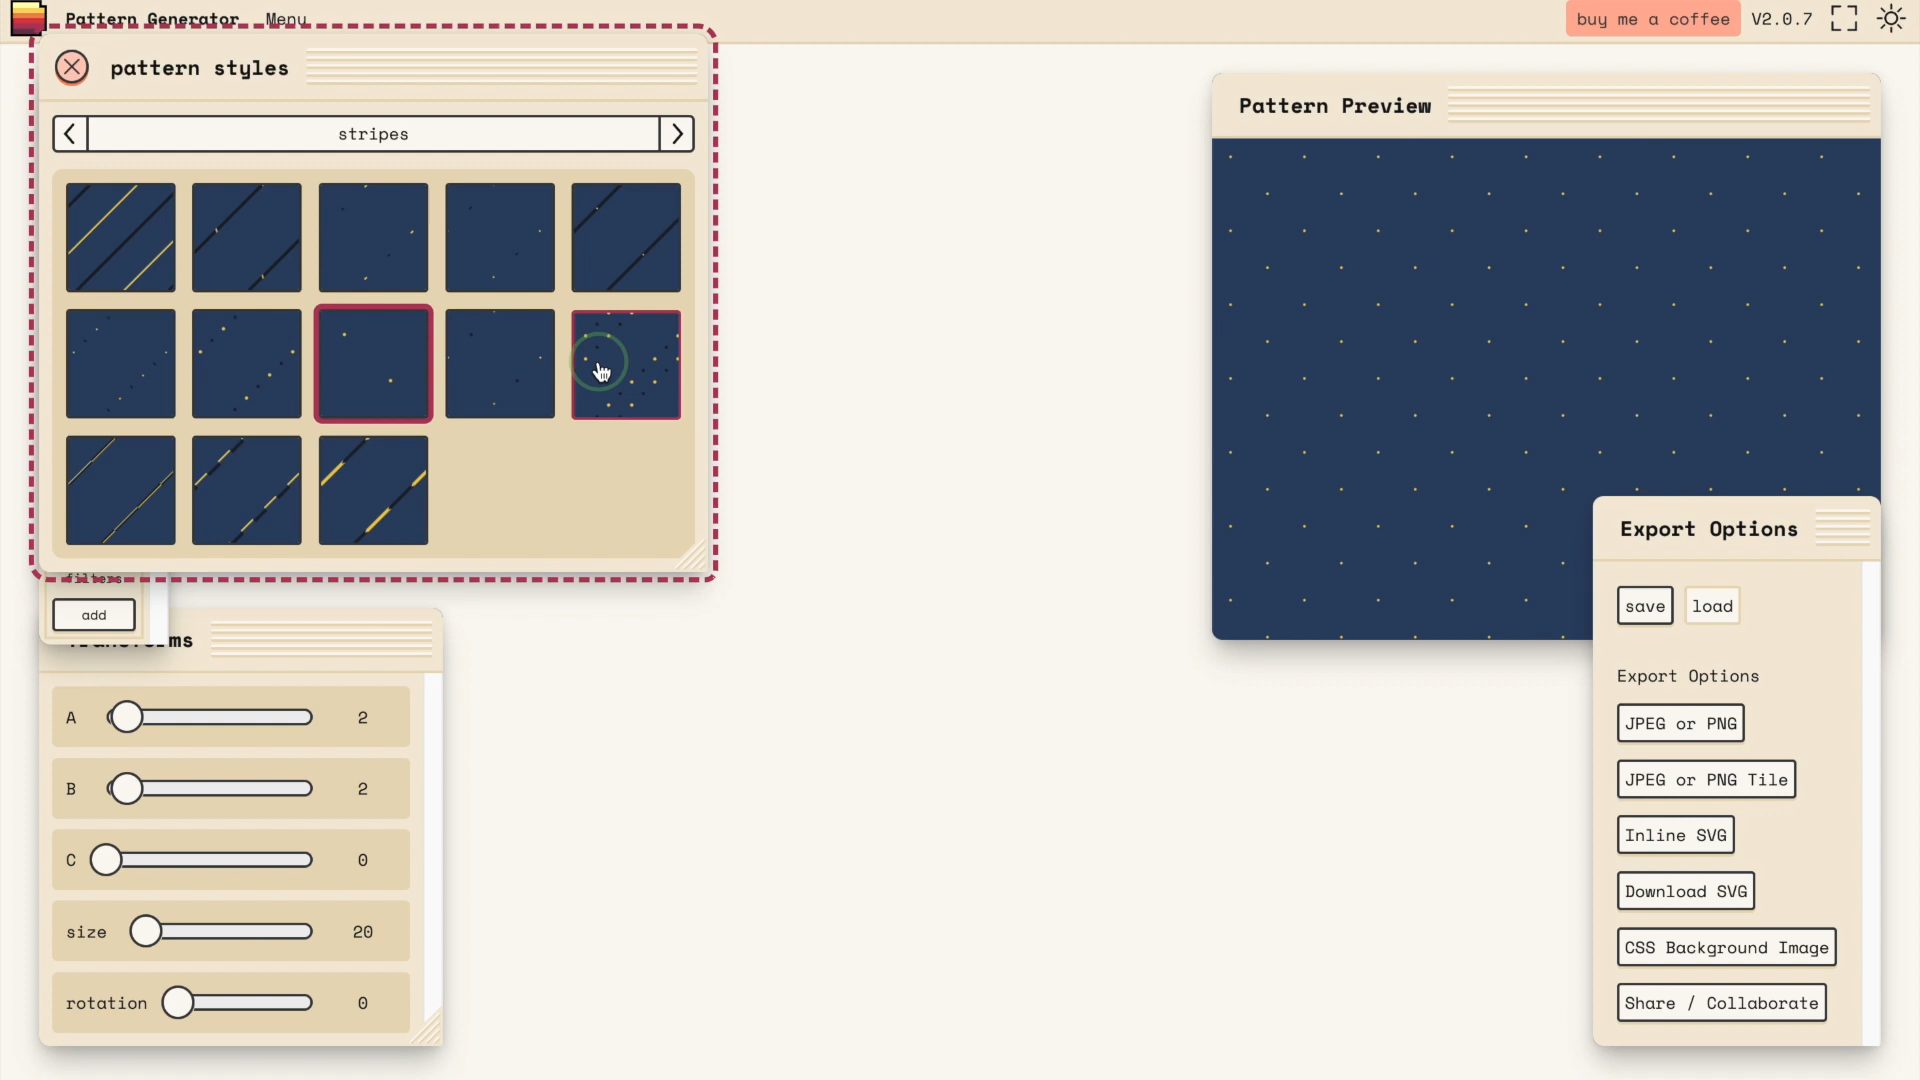 Pattern Generator Menu
buy me a coffee V2.0.7
pattern styles
stripes
Pattern Preview
filters
add
Transforms
A 2
B 2
C 0
size 20
rotation 0
Export Options
save load
Export Options
JPEG or PNG
JPEG or PNG Tile
Inline SVG
Download SVG
CSS Background Image
Share / Collaborate